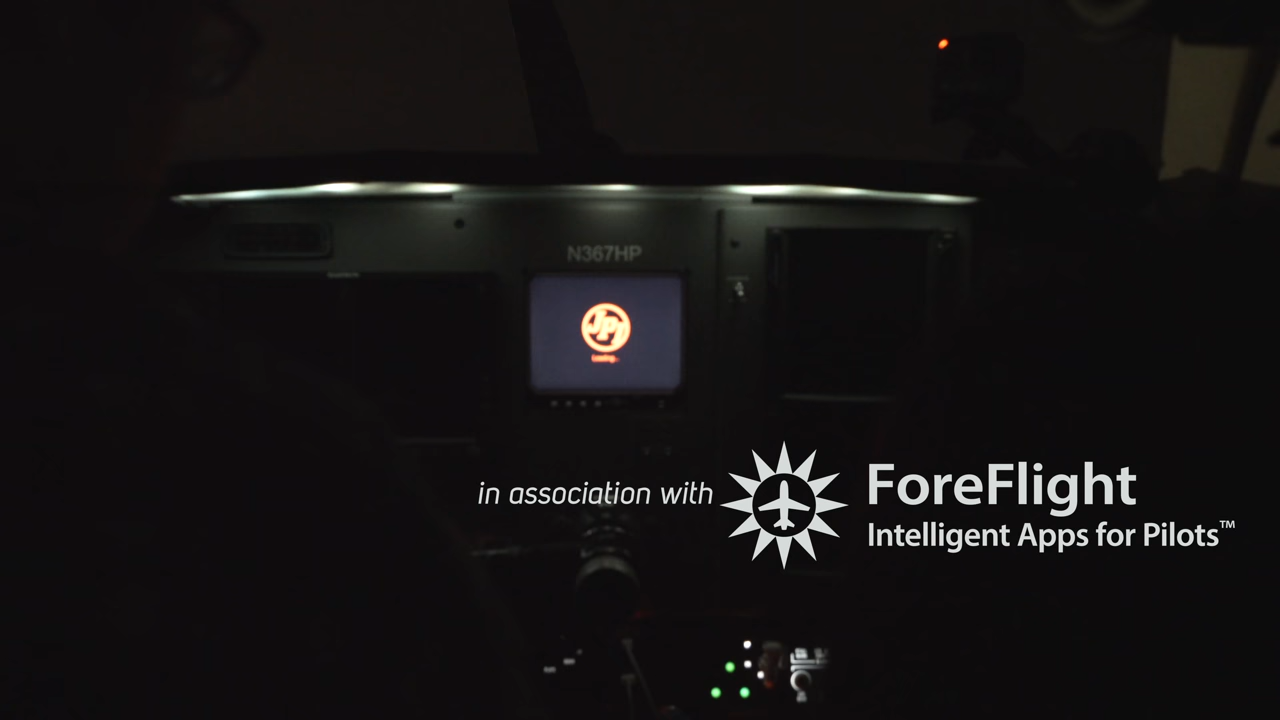 N367HP
JPI
Loading...
in association with
ForeFlight
Intelligent Apps for Pilots™